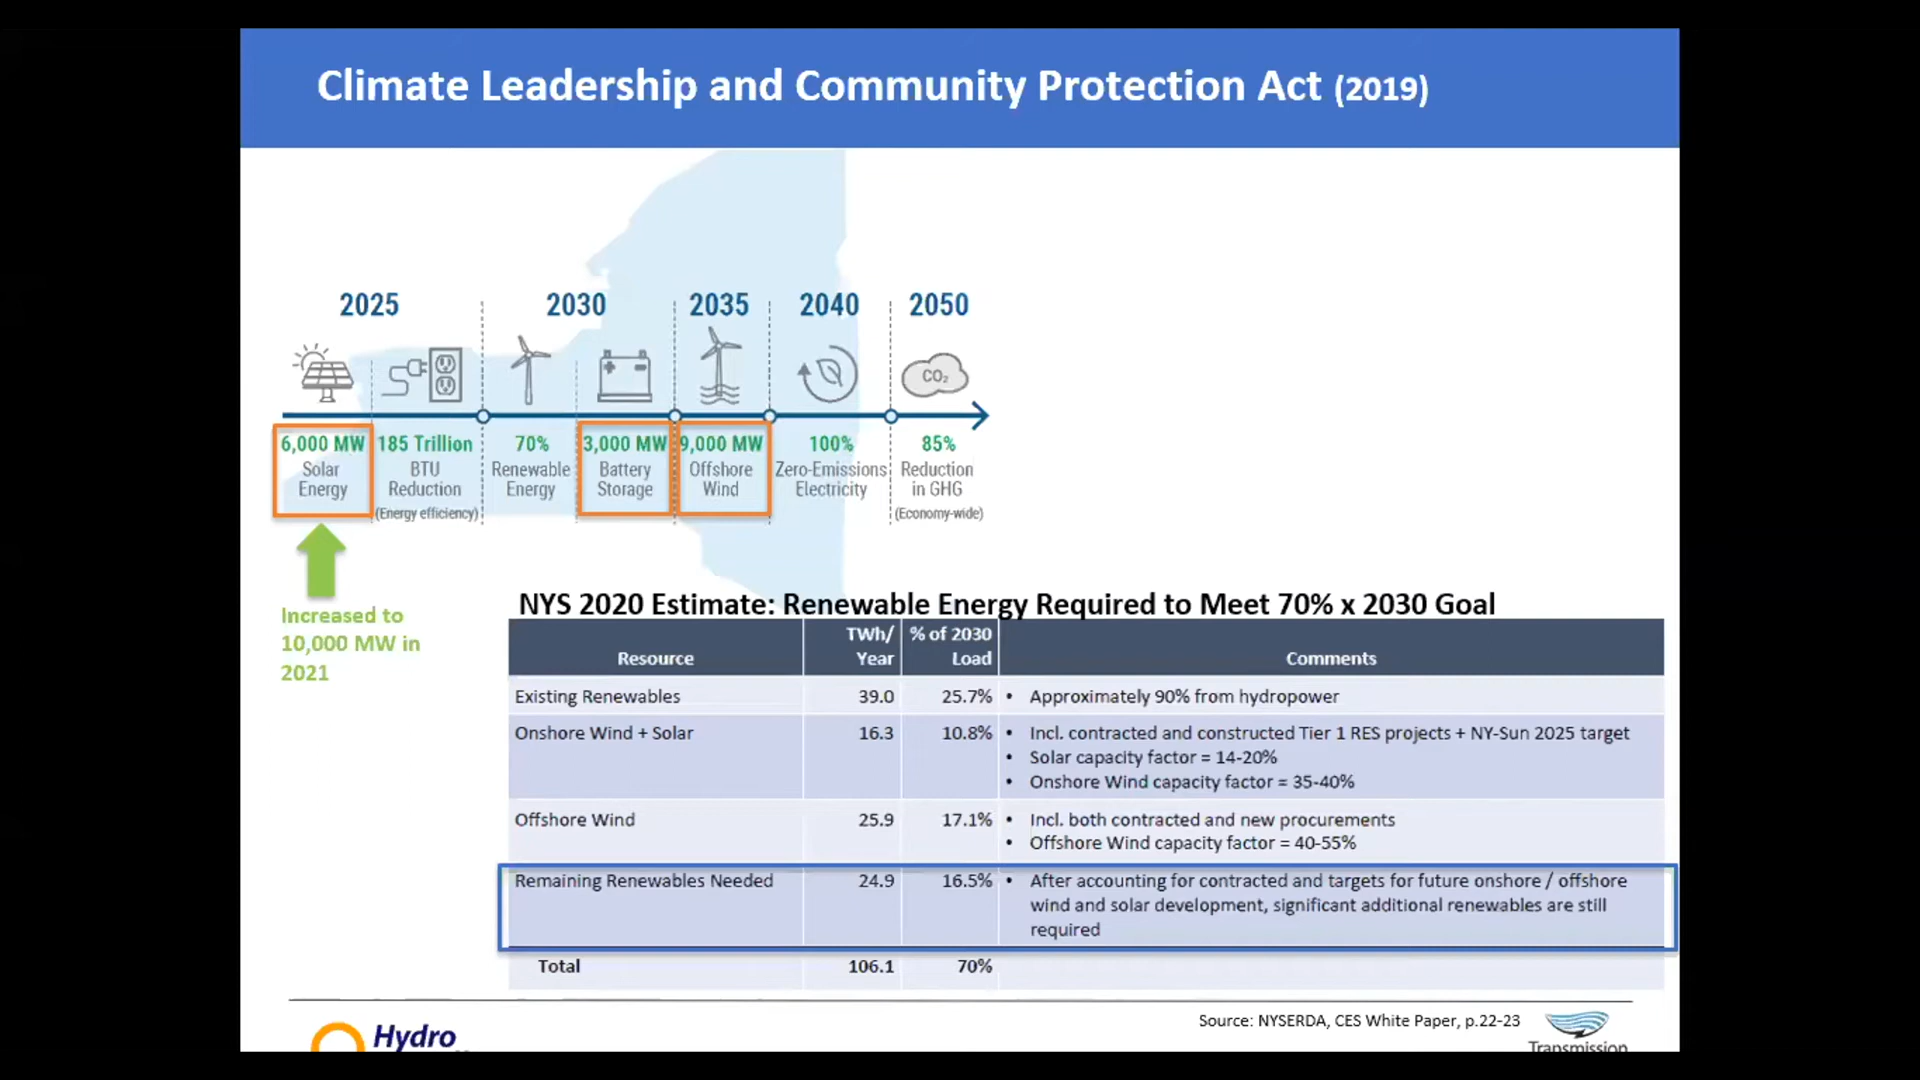 Climate Leadership and Community Protection Act (2019)
2025
2030
2035
2040
2050
CO₂
6,000 MW
Solar
Energy
185 Trillion
BTU
Reduction
(Energy efficiency)
70%
Renewable
Energy
3,000 MW
Battery
Storage
9,000 MW
Offshore
Wind
100%
Zero-Emissions
Electricity
85%
Reduction
in GHG
(Economy-wide)
Increased to
10,000 MW in
2021
NYS 2020 Estimate: Renewable Energy Required to Meet 70% x 2030 Goal
Resource
TWh/
Year
% of 2030
Load
Comments
Existing Renewables 39.0 25.7% • Approximately 90% from hydropower
Onshore Wind + Solar 16.3 10.8% • Incl. contracted and constructed Tier 1 RES projects + NY-Sun 2025 target
• Solar capacity factor = 14-20%
• Onshore Wind capacity factor = 35-40%
Offshore Wind 25.9 17.1% • Incl. both contracted and new procurements
• Offshore Wind capacity factor = 40-55%
Remaining Renewables Needed 24.9 16.5% • After accounting for contracted and targets for future onshore / offshore
wind and solar development, significant additional renewables are still
required
Total 106.1 70%
Source: NYSERDA, CES White Paper, p.22-23
Hydro
Transmission